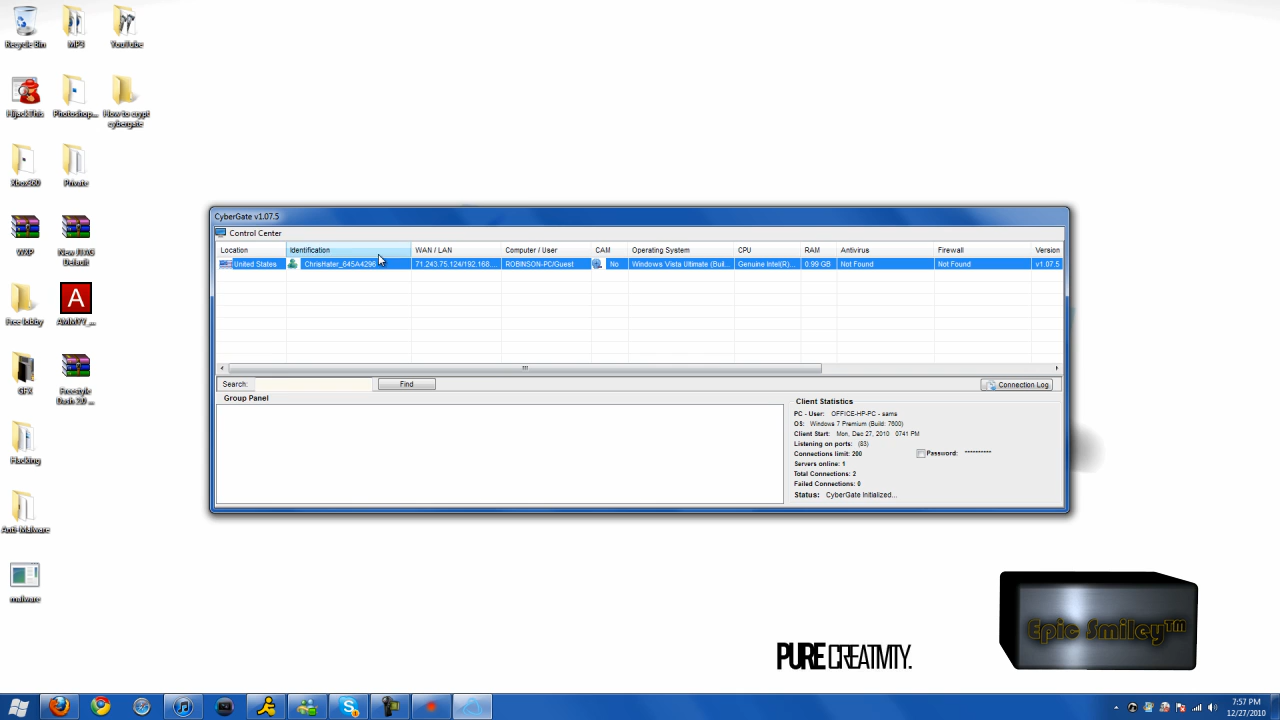 Recycle Bin
MP3
YouTube
HijackThis
Photoshop...
How to crypt
cybergate
Xbox360
Private
WXP
New JTAG
Default
Free lobby
A
AMMYY_...
GFX
Freestyle
Dash 2.0 ...
Hacking
Anti-Malware
malware
CyberGate v1.07.5
Control Center
Location Identification WAN / LAN Computer / User CAM Operating System CPU RAM Antivirus Firewall Version
United States ChrisHater_645A4296 71.243.75.124/192.168.... ROBINSON-PC/Guest No Windows Vista Ultimate (Buil... Genuine Intel(R)... 0.99 GB Not Found Not Found v1.07.5
Search: Find Connection Log
Group Panel
Client Statistics
PC - User: OFFICE-HP-PC - sams
OS: Windows 7 Premium (Build: 7600)
Client Start: Mon, Dec 27, 2010 0741 PM
Listening on ports: (83)
Connections limit: 200
Password: **********
Servers online: 1
Total Connections: 2
Failed Connections: 0
Status: CyberGate Initialized...
Epic Smiley™
PURE CREATIVITY.
7:57 PM
12/27/2010